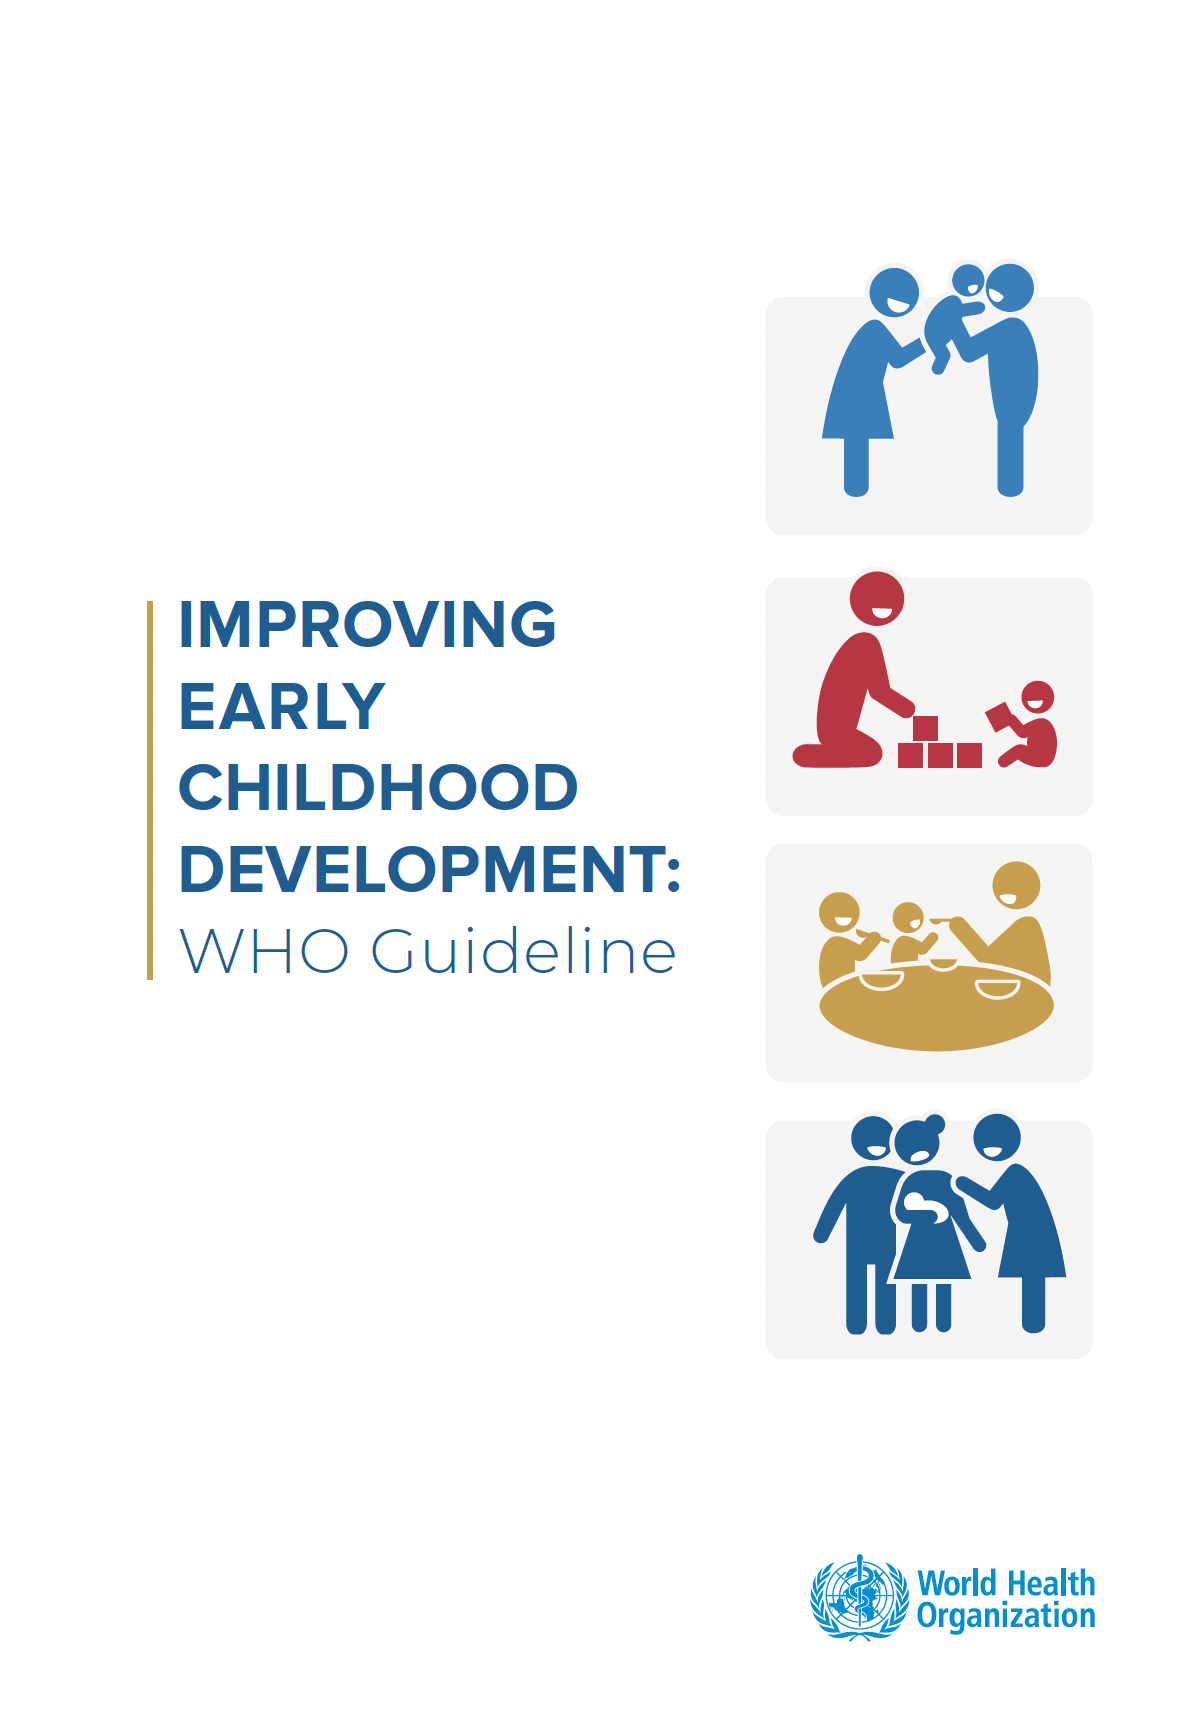 IMPROVING
EARLY
CHILDHOOD
DEVELOPMENT:
WHO Guideline
World Health
Organization